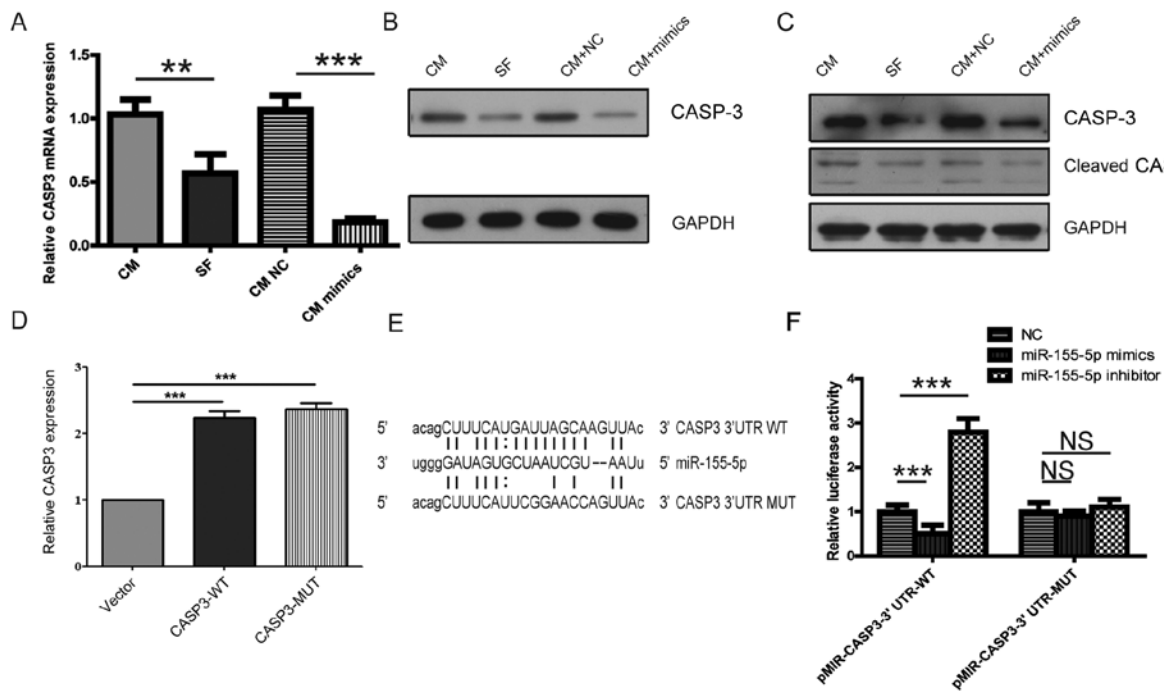 A
Relative CASP3 mRNA expression
1.5
1.0
0.5
0.0
**
***
CM
SF
CM NC
CM mimics
B
CM
SF
CM+NC
CM+mimics
CASP-3
GAPDH
C
CM
SF
CM+NC
CM+mimics
CASP-3
Cleaved CA
GAPDH
D
Relative CASP3 expression
3
2
1
0
***
***
Vector
CASP3-WT
CASP3-MUT
E
5' acagCUUUCAUGAUUAGCAAGUUAc 3' CASP3 3'UTR WT
3' ugggGAUAGUGCUAAUCGU--AAUu 5' miR-155-5p
5' acagCUUUCAUUCGGAACCAGUUAc 3' CASP3 3'UTR MUT
F
NC
miR-155-5p mimics
miR-155-5p inhibitor
Relative luciferase activity
4
3
2
1
0
***
***
NS
NS
pMIR-CASP3-3' UTR-WT
pMIR-CASP3-3' UTR-MUT